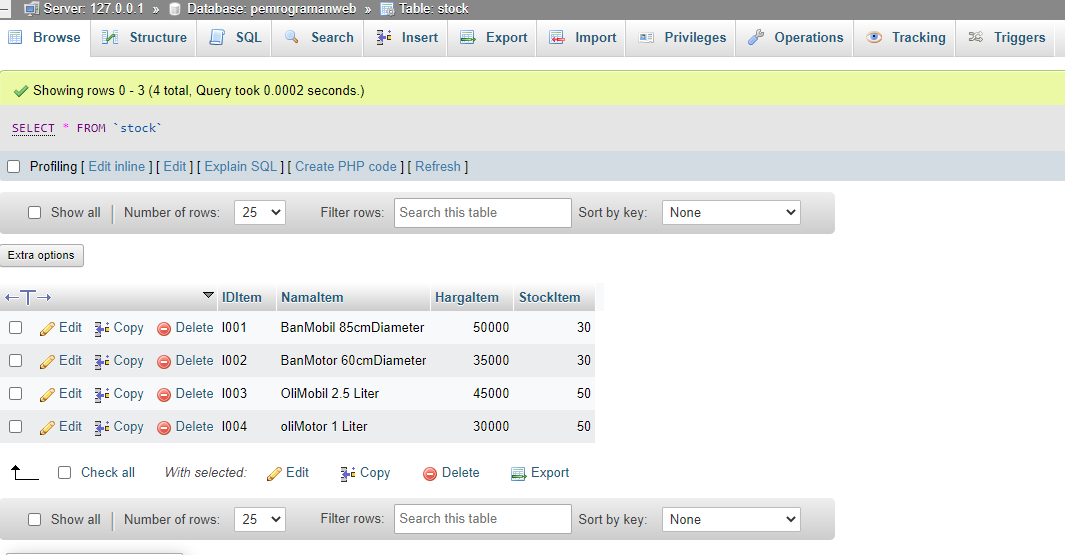 Server: 127.0.0.1 » Database: pemrogramanweb » Table: stock
Browse Structure SQL Search Insert Export Import Privileges Operations Tracking Triggers
Showing rows 0 - 3 (4 total, Query took 0.0002 seconds.)
SELECT * FROM `stock`
Profiling [ Edit inline ] [ Edit ] [ Explain SQL ] [ Create PHP code ] [ Refresh ]
Show all Number of rows: 25 Filter rows: Search this table Sort by key: None
Extra options
IDItem NamaItem HargaItem StockItem
Edit Copy Delete I001 BanMobil 85cmDiameter 50000 30
Edit Copy Delete I002 BanMotor 60cmDiameter 35000 30
Edit Copy Delete I003 OliMobil 2.5 Liter 45000 50
Edit Copy Delete I004 oliMotor 1 Liter 30000 50
Check all With selected: Edit Copy Delete Export
Show all Number of rows: 25 Filter rows: Search this table Sort by key: None